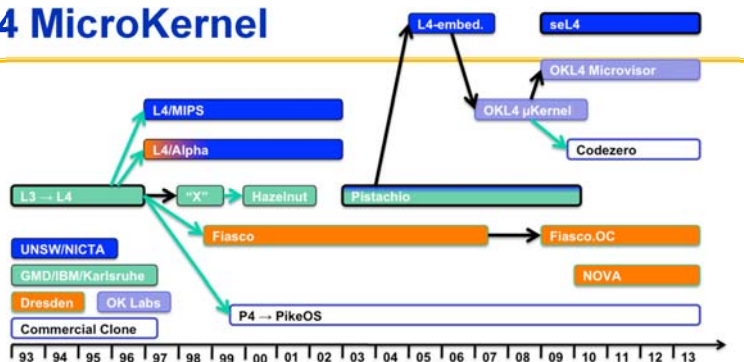 4 MicroKernel
L4-embed.
seL4
OKL4 Microvisor
L4/MIPS
OKL4 μKernel
L4/Alpha
Codezero
L3 → L4
"X"
Hazelnut
Pistachio
Fiasco
Fiasco.OC
UNSW/NICTA
GMD/IBM/Karlsruhe
NOVA
Dresden
OK Labs
P4 → PikeOS
Commercial Clone
93 94 95 96 97 98 99 00 01 02 03 04 05 06 07 08 09 10 11 12 13